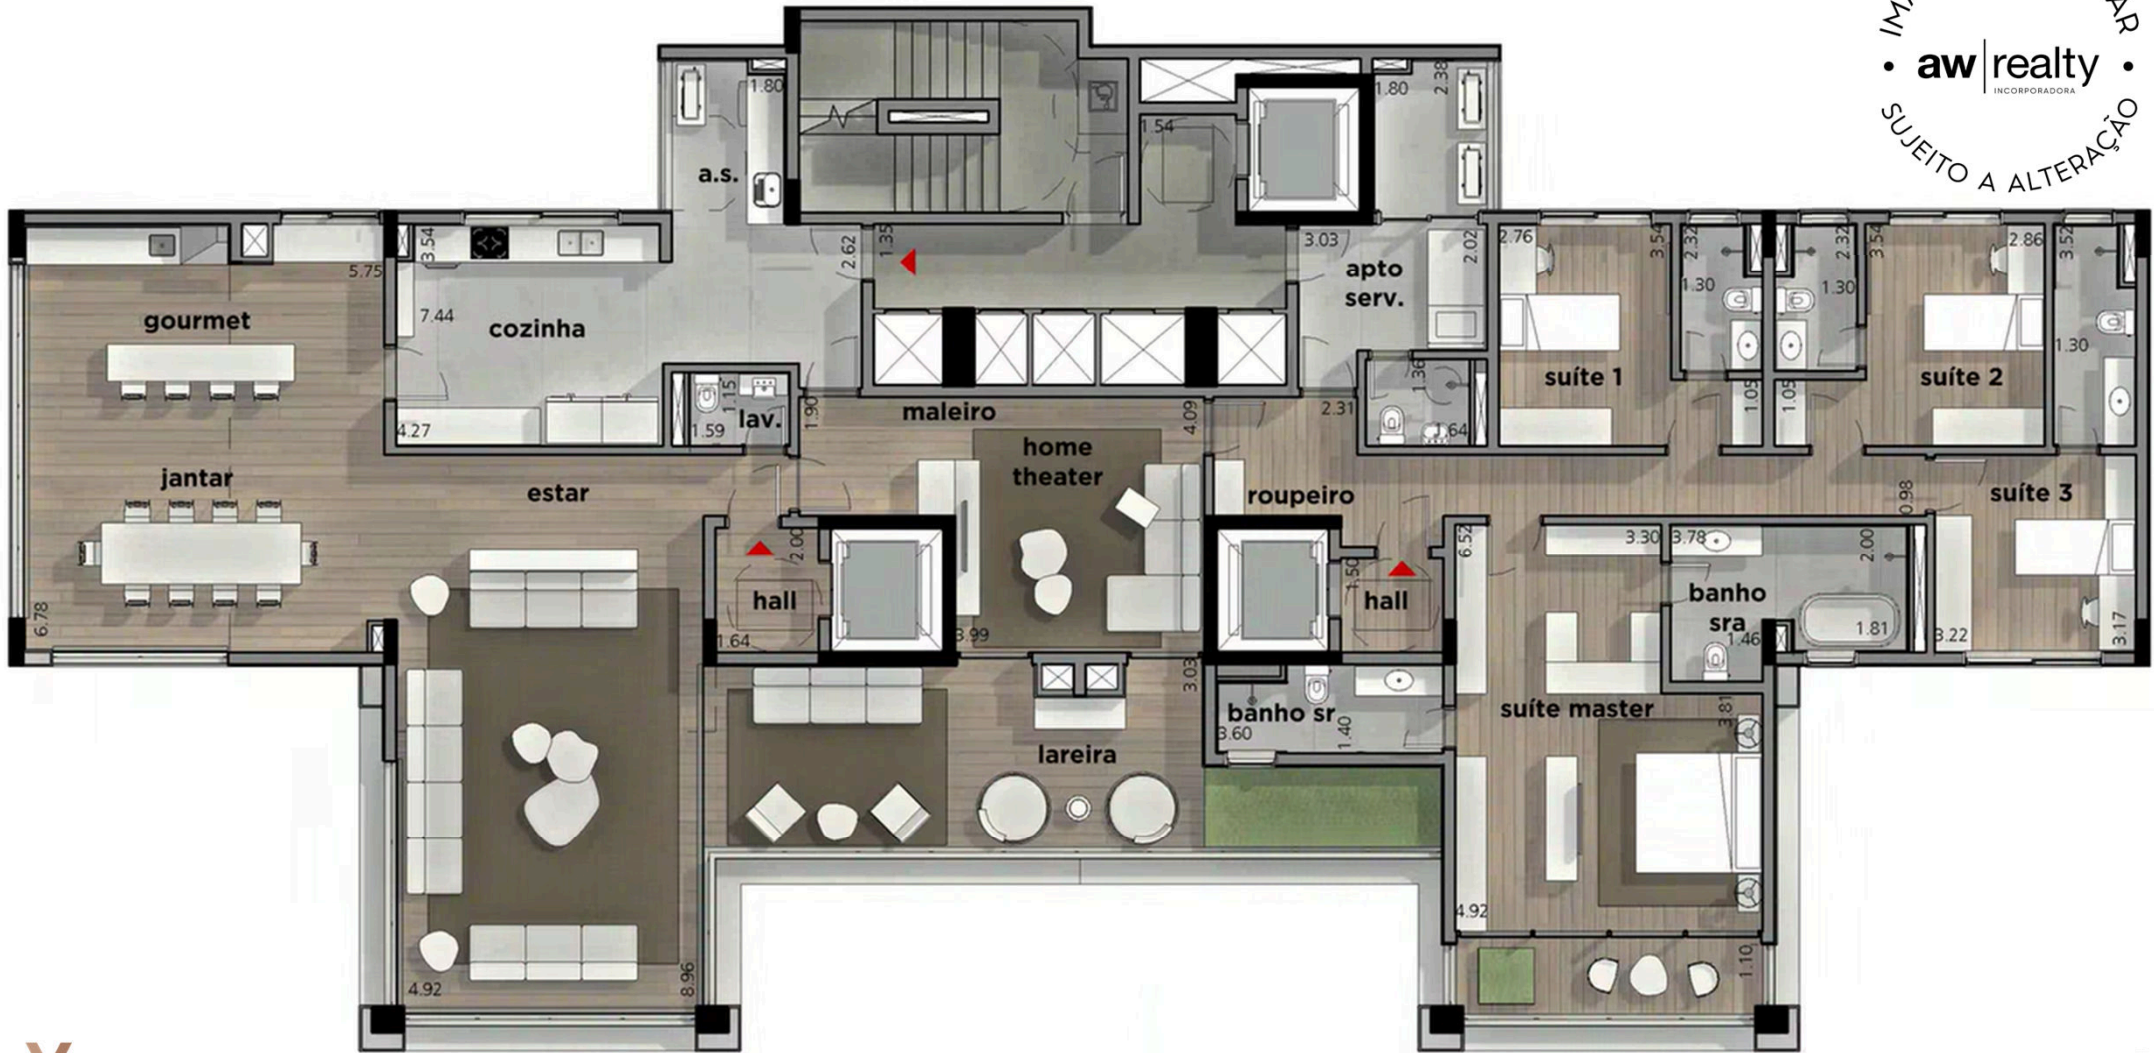 aw|realty
INCORPORADORA
SUJEITO A ALTERAÇÃO
1.80
a.s.
1.54
1.80
2.38
5.75
3.54
7.44
gourmet
cozinha
2.62
1.35
3.03
2.02
apto
serv.
2.76
3.54
2.32
1.30
2.32
1.30
3.54
2.86
3.52
1.30
suíte 1
suíte 2
1.05
1.05
4.27
1.59
1.15
lav.
1.90
maleiro
4.09
2.31
1.36
1.64
home
theater
jantar
estar
roupeiro
0.98
suíte 3
6.78
2.00
hall
1.64
3.99
1.50
hall
6.52
3.30
3.78
2.00
banho
sra
1.46
1.81
3.22
3.17
3.03
banho sr
3.60
1.40
suíte master
3.81
lareira
4.92
8.96
4.92
1.10